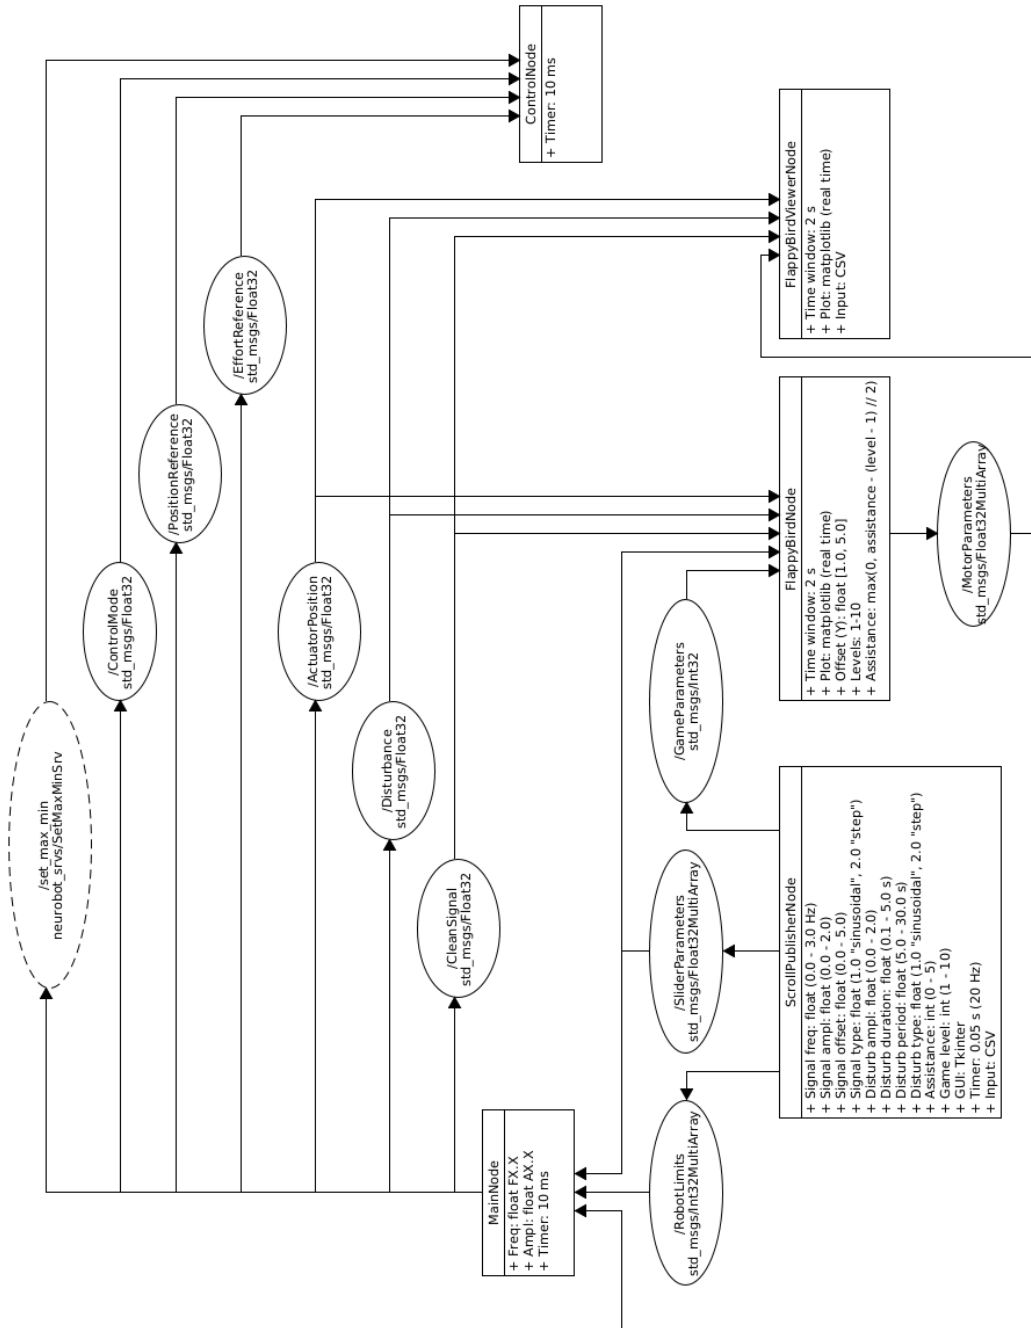 /set_max_min
neurobot_srvs/SetMaxMinSrv
/ControlMode
std_msgs/Float32
/PositionReference
std_msgs/Float32
/EffortReference
std_msgs/Float32
/ActuatorPosition
std_msgs/Float32
/Disturbance
std_msgs/Float32
/CleanSignal
std_msgs/Float32
ControlNode
+ Timer: 10 ms
MainNode
+ Freq: float FX.X
+ Ampl: float AX.X
+ Timer: 10 ms
/RobotLimits
std_msgs/Int32MultiArray
/SliderParameters
std_msgs/Float32MultiArray
/GameParameters
std_msgs/Int32
ScrollPublisherNode
+ Signal freq: float (0.0 - 3.0 Hz)
+ Signal ampl: float (0.0 - 2.0)
+ Signal offset: float (0.0 - 5.0)
+ Signal type: float (1.0 "sinusoidal", 2.0 "step")
+ Disturb ampl: float (0.0 - 2.0)
+ Disturb duration: float (0.1 - 5.0 s)
+ Disturb period: float (5.0 - 30.0 s)
+ Disturb type: float (1.0 "sinusoidal", 2.0 "step")
+ Assistance: int (0 - 5)
+ Game level: int (1 - 10)
+ GUI: Tkinter
+ Timer: 0.05 s (20 Hz)
+ Input: CSV
FlappyBirdNode
+ Time window: 2 s
+ Plot: matplotlib (real time)
+ Offset (Y): float [1.0, 5.0]
+ Levels: 1-10
+ Assistance: max(0, assistance - (level - 1) // 2)
FlappyBirdViewerNode
+ Time window: 2 s
+ Plot: matplotlib (real time)
+ Input: CSV
/MotorParameters
std_msgs/Float32MultiArray